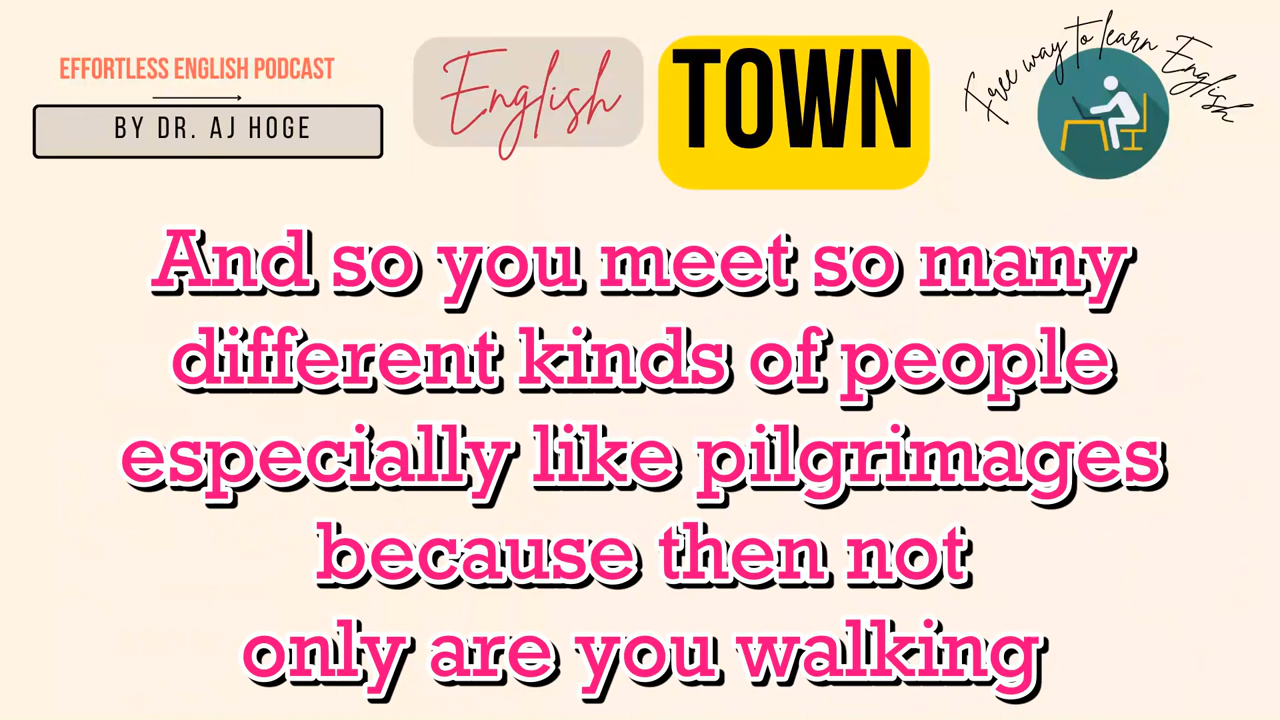 EFFORTLESS ENGLISH PODCAST
BY DR. AJ HOGE
English
TOWN
Free way to learn English
And so you meet so many
different kinds of people
especially like pilgrimages
because then not
only are you walking